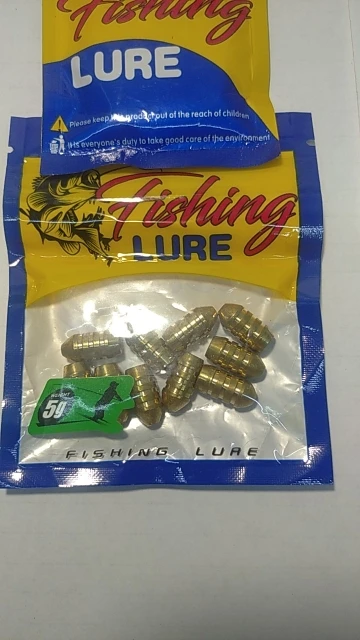 Fishing
LURE
Please keep this product out of the reach of children
It is everyone's duty to take good care of the environment
Fishing
LURE
WEIGHT
5g
FISHING LURE